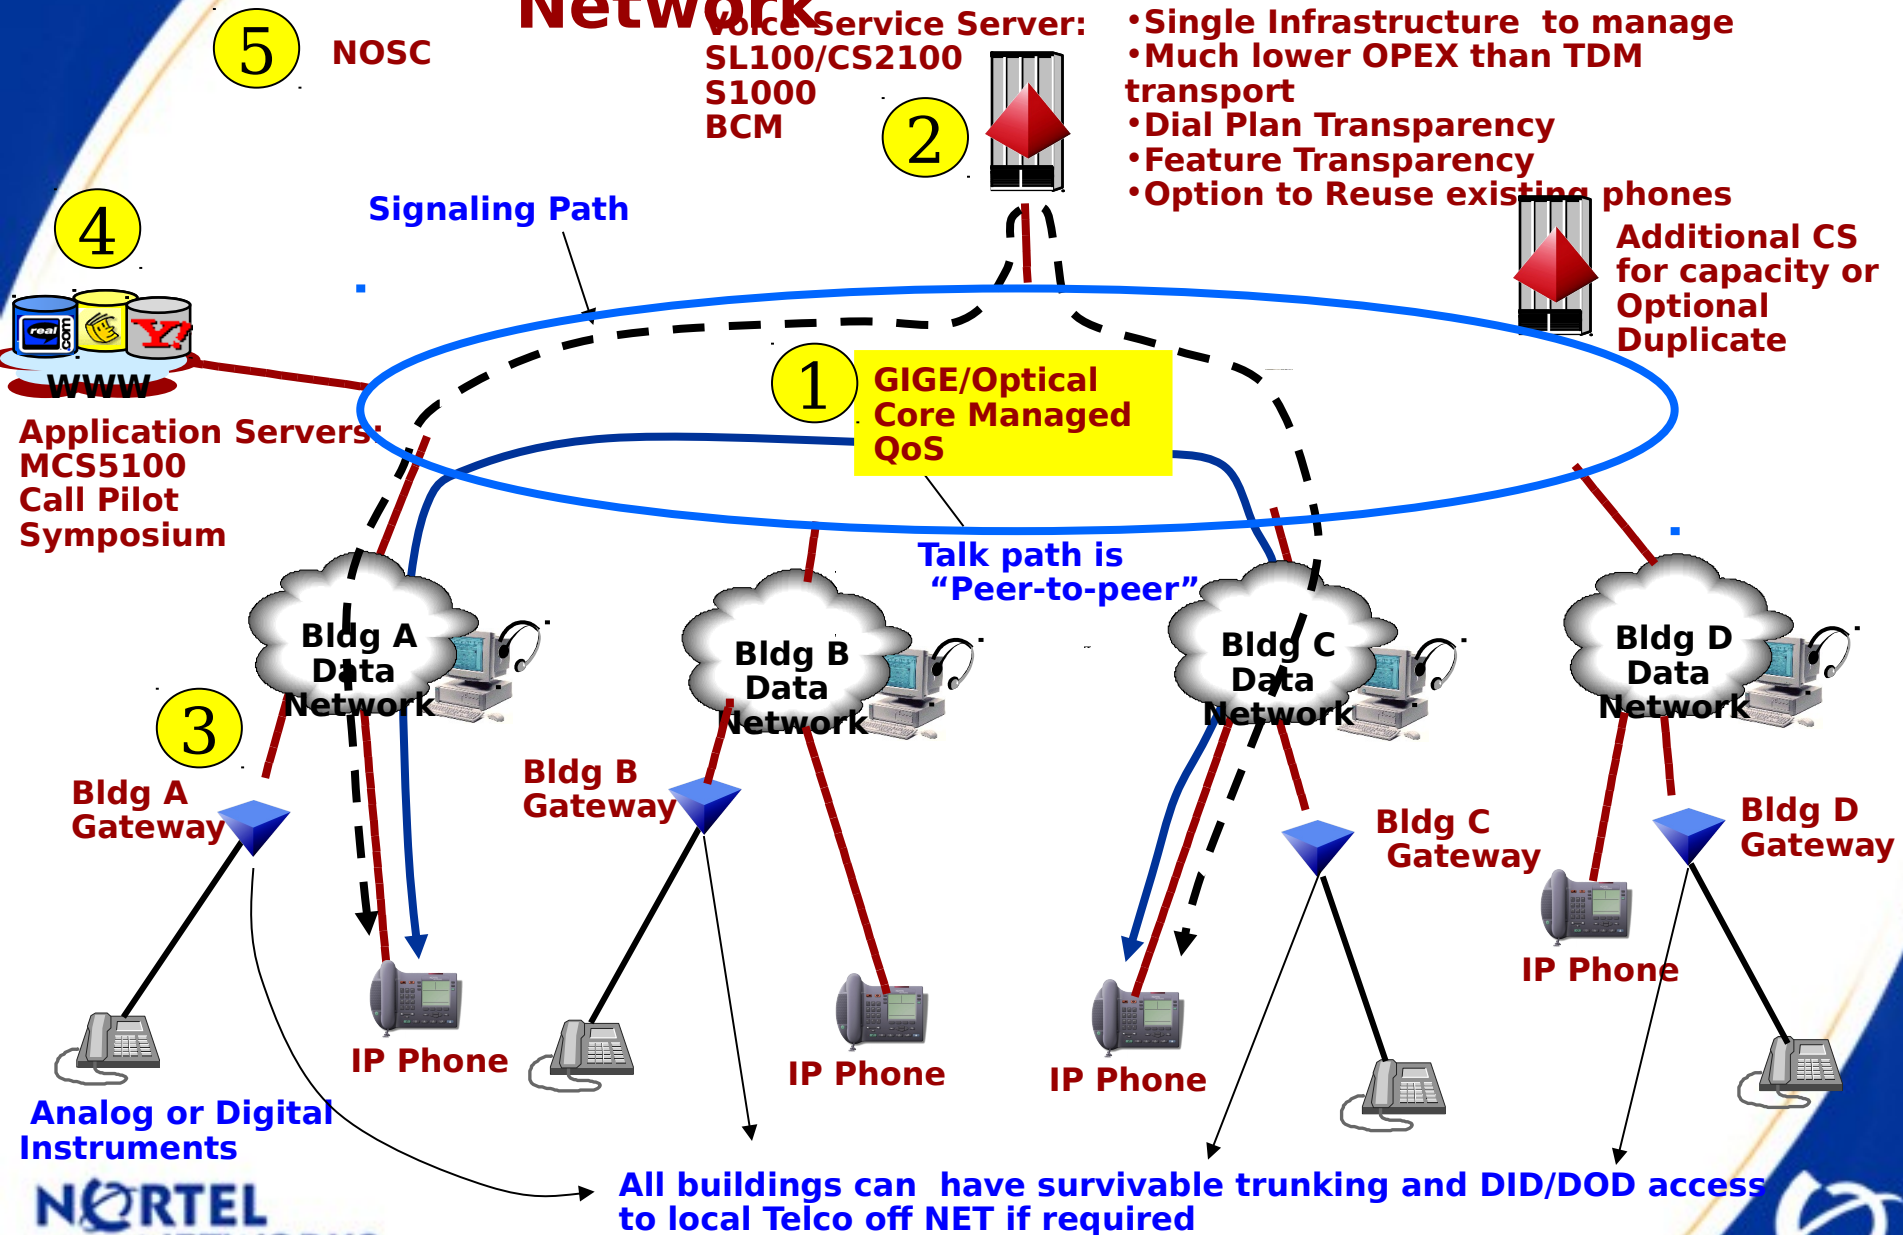 Network
5
NOSC
Voice Service Server:
SL100/CS2100
S1000
BCM
2
•Single Infrastructure to manage
•Much lower OPEX than TDM
transport
•Dial Plan Transparency
•Feature Transparency
•Option to Reuse existing phones
4
Signaling Path
Additional CS
for capacity or
Optional
Duplicate
real
.com
Y!
WWW
1
GIGE/Optical
Core Managed
QoS
Application Servers:
MCS5100
Call Pilot
Symposium
Talk path is
“Peer-to-peer”
Bldg A
Data
Network
Bldg B
Data
Network
Bldg C
Data
Network
Bldg D
Data
Network
3
Bldg A
Gateway
Bldg B
Gateway
Bldg C
Gateway
Bldg D
Gateway
IP Phone
IP Phone
IP Phone
IP Phone
Analog or Digital
Instruments
All buildings can have survivable trunking and DID/DOD access
to local Telco off NET if required
NORTEL
NETWORKS